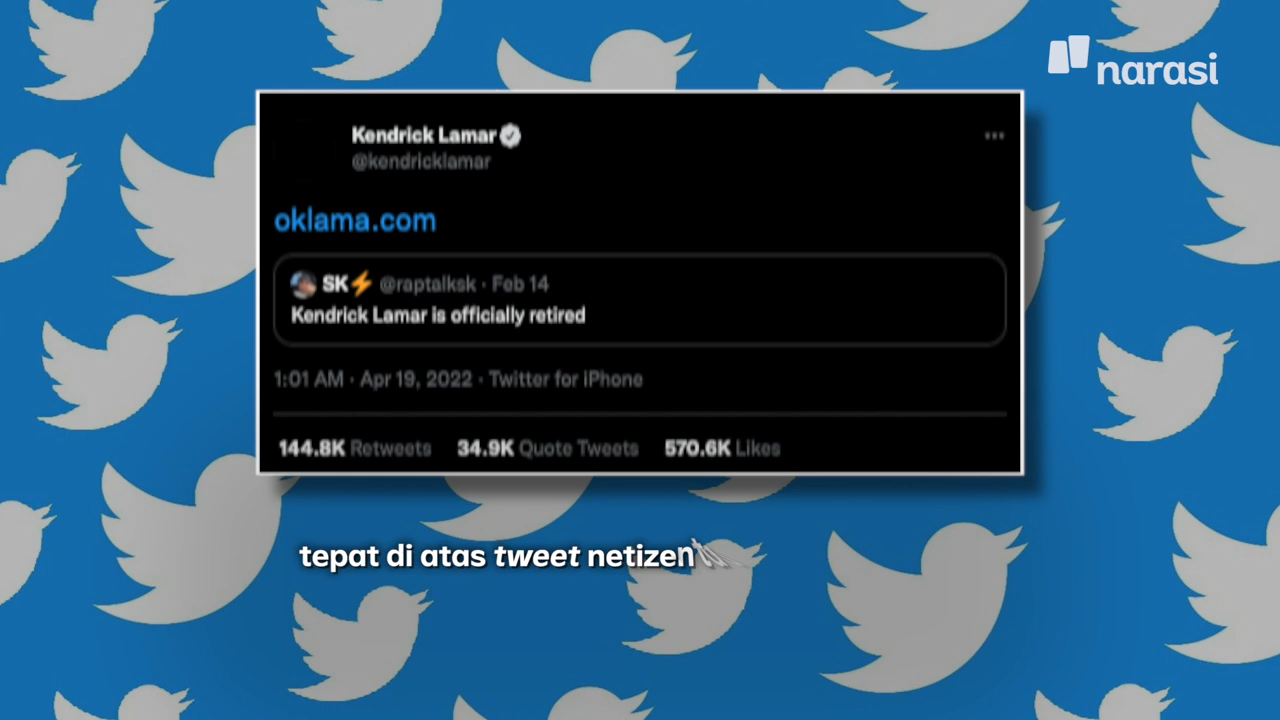 narasi
Kendrick Lamar
@kendricklamar
oklama.com
SK⚡ @raptalksk · Feb 14
Kendrick Lamar is officially retired
1:01 AM · Apr 19, 2022 · Twitter for iPhone
144.8K Retweets 34.9K Quote Tweets 570.6K Likes
tepat di atas tweet netizen